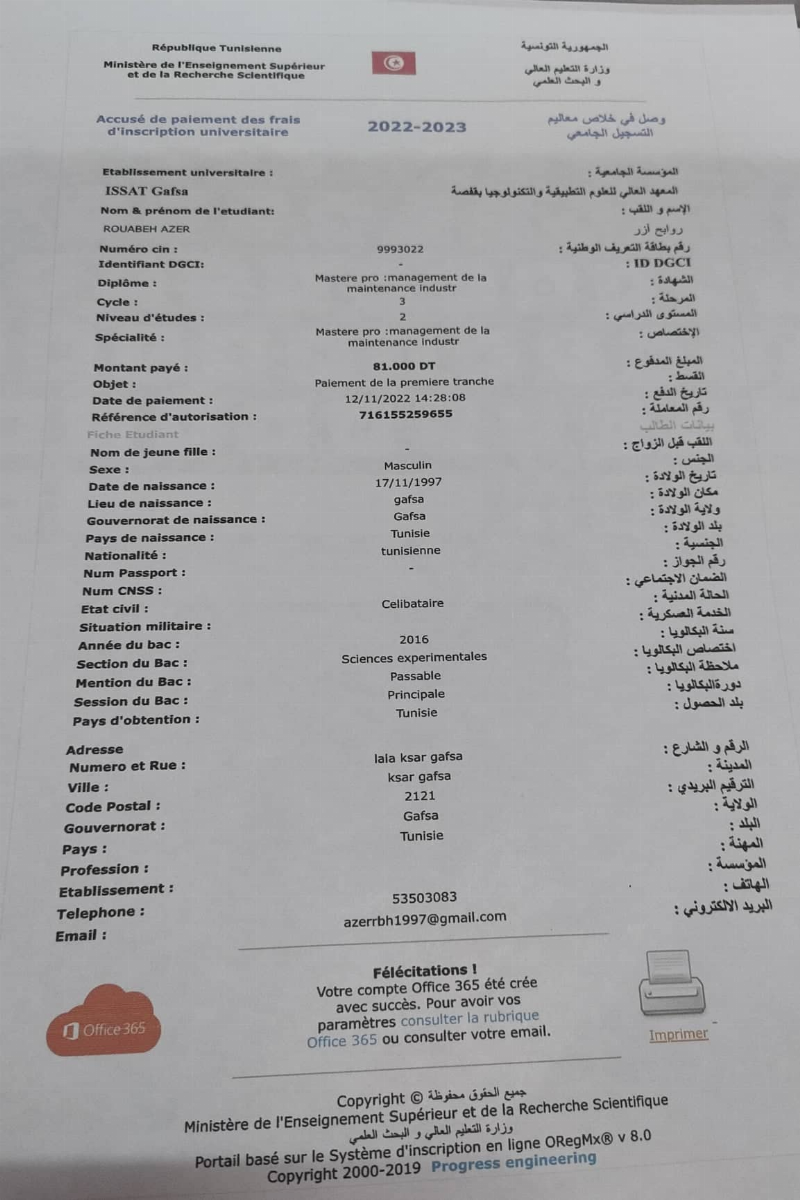 République Tunisienne
الجمهورية التونسية
Ministère de l'Enseignement Supérieur
et de la Recherche Scientifique
وزارة التعليم العالي
و البحث العلمي
Accusé de paiement des frais
d'inscription universitaire
2022-2023
وصل في خلاص معاليم
التسجيل الجامعي
Etablissement universitaire :
المؤسسة الجامعية :
ISSAT Gafsa
المعهد العالي للعلوم التطبيقية والتكنولوجيا بقفصة
Nom & prénom de l'etudiant:
الإسم و اللقب :
ROUABEH AZER
روابح أزر
Numéro cin : 9993022 رقم بطاقة التعريف الوطنية :
Identifiant DGCI: - ID DGCI :
Diplôme : Mastere pro :management de la
maintenance industr الشهادة :
Cycle : 3 المرحلة :
Niveau d'études : 2 المستوى الدراسي :
Spécialité : Mastere pro :management de la
maintenance industr الإختصاص :
Montant payé : 81.000 DT المبلغ المدفوع :
Objet : Paiement de la premiere tranche القسط :
Date de paiement : 12/11/2022 14:28:08 تاريخ الدفع :
Référence d'autorisation : 716155259655 رقم المعاملة :
Fiche Etudiant بيانات الطالب
Nom de jeune fille : - اللقب قبل الزواج :
Sexe : Masculin الجنس :
Date de naissance : 17/11/1997 تاريخ الولادة :
Lieu de naissance : gafsa مكان الولادة :
Gouvernorat de naissance : Gafsa ولاية الولادة :
Pays de naissance : Tunisie بلد الولادة :
Nationalité : tunisienne الجنسية :
Num Passport : - رقم الجواز :
Num CNSS : الضمان الاجتماعي :
Etat civil : Celibataire الحالة المدنية :
Situation militaire : الخدمة العسكرية :
Année du bac : 2016 سنة البكالويا :
Section du Bac : Sciences experimentales اختصاص البكالويا :
Mention du Bac : Passable ملاحظة البكالويا :
Session du Bac : Principale دورةالبكالويا :
Pays d'obtention : Tunisie بلد الحصول :
Adresse
Numero et Rue : lala ksar gafsa الرقم و الشارع :
Ville : ksar gafsa المدينة :
Code Postal : 2121 الترقيم البريدي :
Gouvernorat : Gafsa الولاية :
Pays : Tunisie البلد :
Profession : المهنة :
Etablissement : المؤسسة :
Telephone : 53503083 الهاتف :
Email : azerrbh1997@gmail.com البريد الالكتروني :
Félécitations !
Votre compte Office 365 été crée
avec succès. Pour avoir vos
paramètres consulter la rubrique
Office 365 ou consulter votre email.
Office 365
Imprimer
Copyright © جميع الحقوق محفوظة
Ministère de l'Enseignement Supérieur et de la Recherche Scientifique
وزارة التعليم العالي و البحث العلمي
Portail basé sur le Système d'inscription en ligne ORegMx® v 8.0
Copyright 2000-2019 Progress engineering